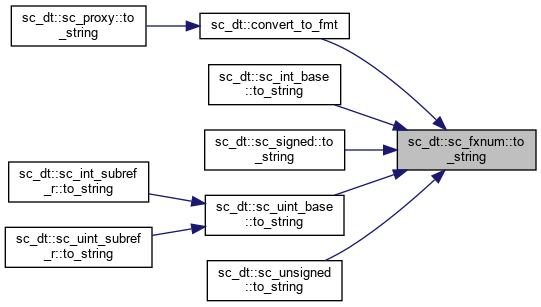 sc_dt::sc_proxy::to
_string
sc_dt::convert_to_fmt
sc_dt::sc_int_base
::to_string
sc_dt::sc_signed::to
_string
sc_dt::sc_fxnum::to
_string
sc_dt::sc_int_subref
_r::to_string
sc_dt::sc_uint_base
::to_string
sc_dt::sc_uint_subref
_r::to_string
sc_dt::sc_unsigned
::to_string